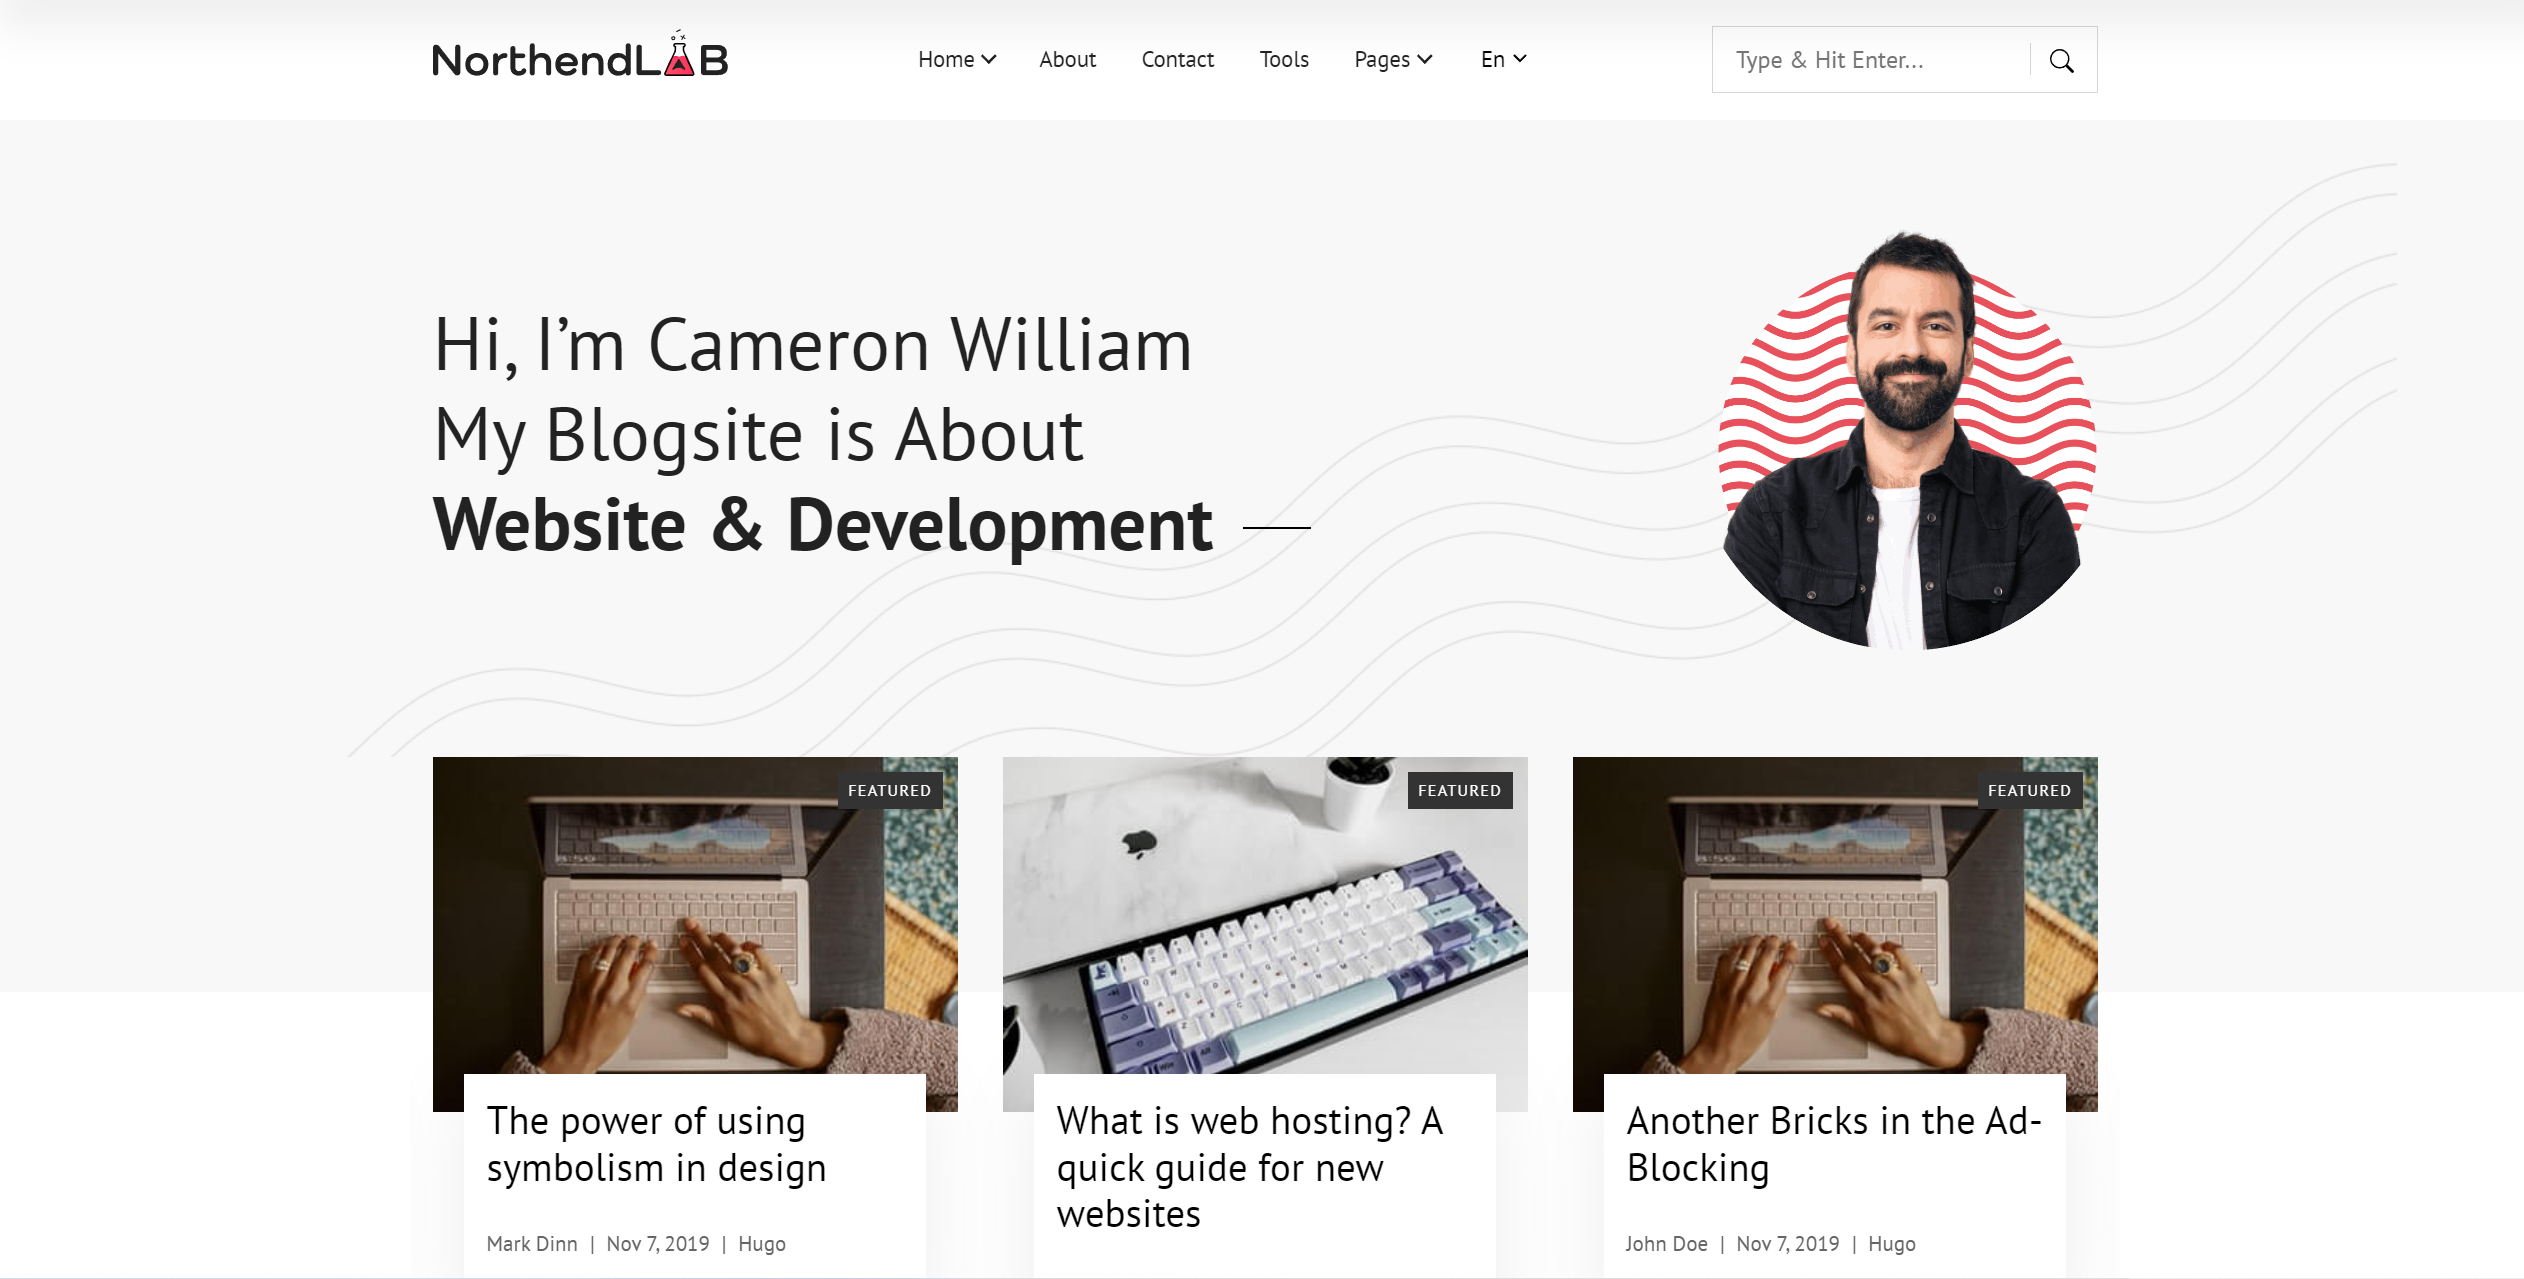 NorthendLAB
Home
About
Contact
Tools
Pages
En
Type & Hit Enter...
Hi, I’m Cameron William
My Blogsite is About
Website & Development
FEATURED
FEATURED
FEATURED
The power of using
symbolism in design
Mark Dinn | Nov 7, 2019 | Hugo
What is web hosting? A
quick guide for new
websites
Another Bricks in the Ad-
Blocking
John Doe | Nov 7, 2019 | Hugo